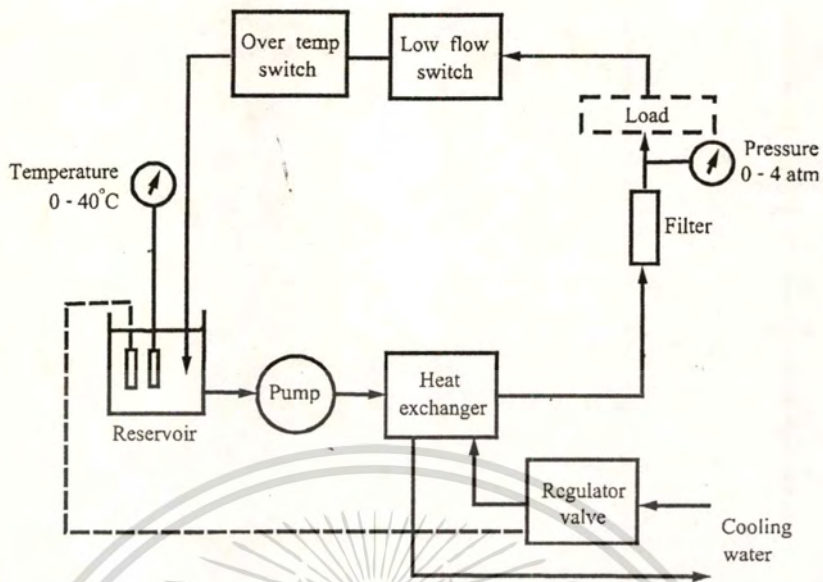 Over temp
switch
Low flow
switch
Load
Temperature
0 - 40°C
Pressure
0 - 4 atm
Filter
Pump
Heat
exchanger
Reservoir
Regulator
valve
Cooling
water